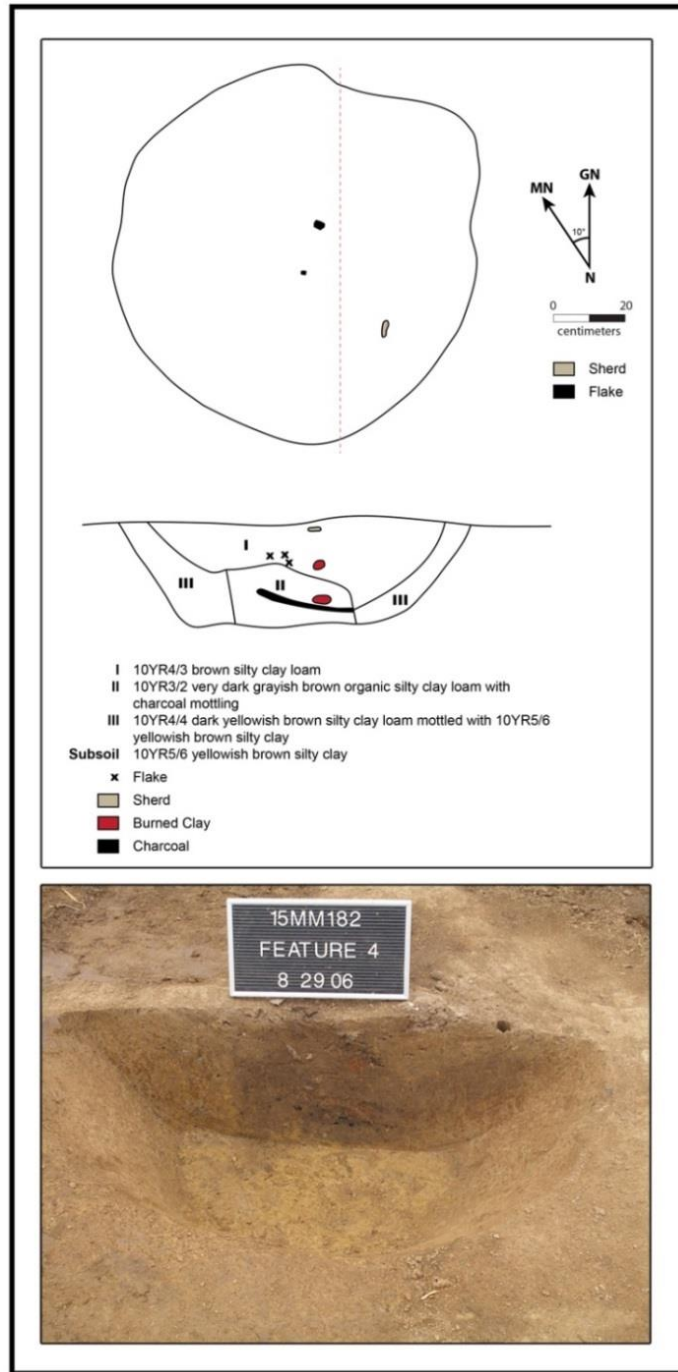 GN
MN
10°
N
0 20
centimeters
Sherd
Flake
I
III
II
III
I 10YR4/3 brown silty clay loam
II 10YR3/2 very dark grayish brown organic silty clay loam with
charcoal mottling
III 10YR4/4 dark yellowish brown silty clay loam mottled with 10YR5/6
yellowish brown silty clay
Subsoil 10YR5/6 yellowish brown silty clay
x Flake
Sherd
Burned Clay
Charcoal
15MM182
FEATURE 4
8 29 06